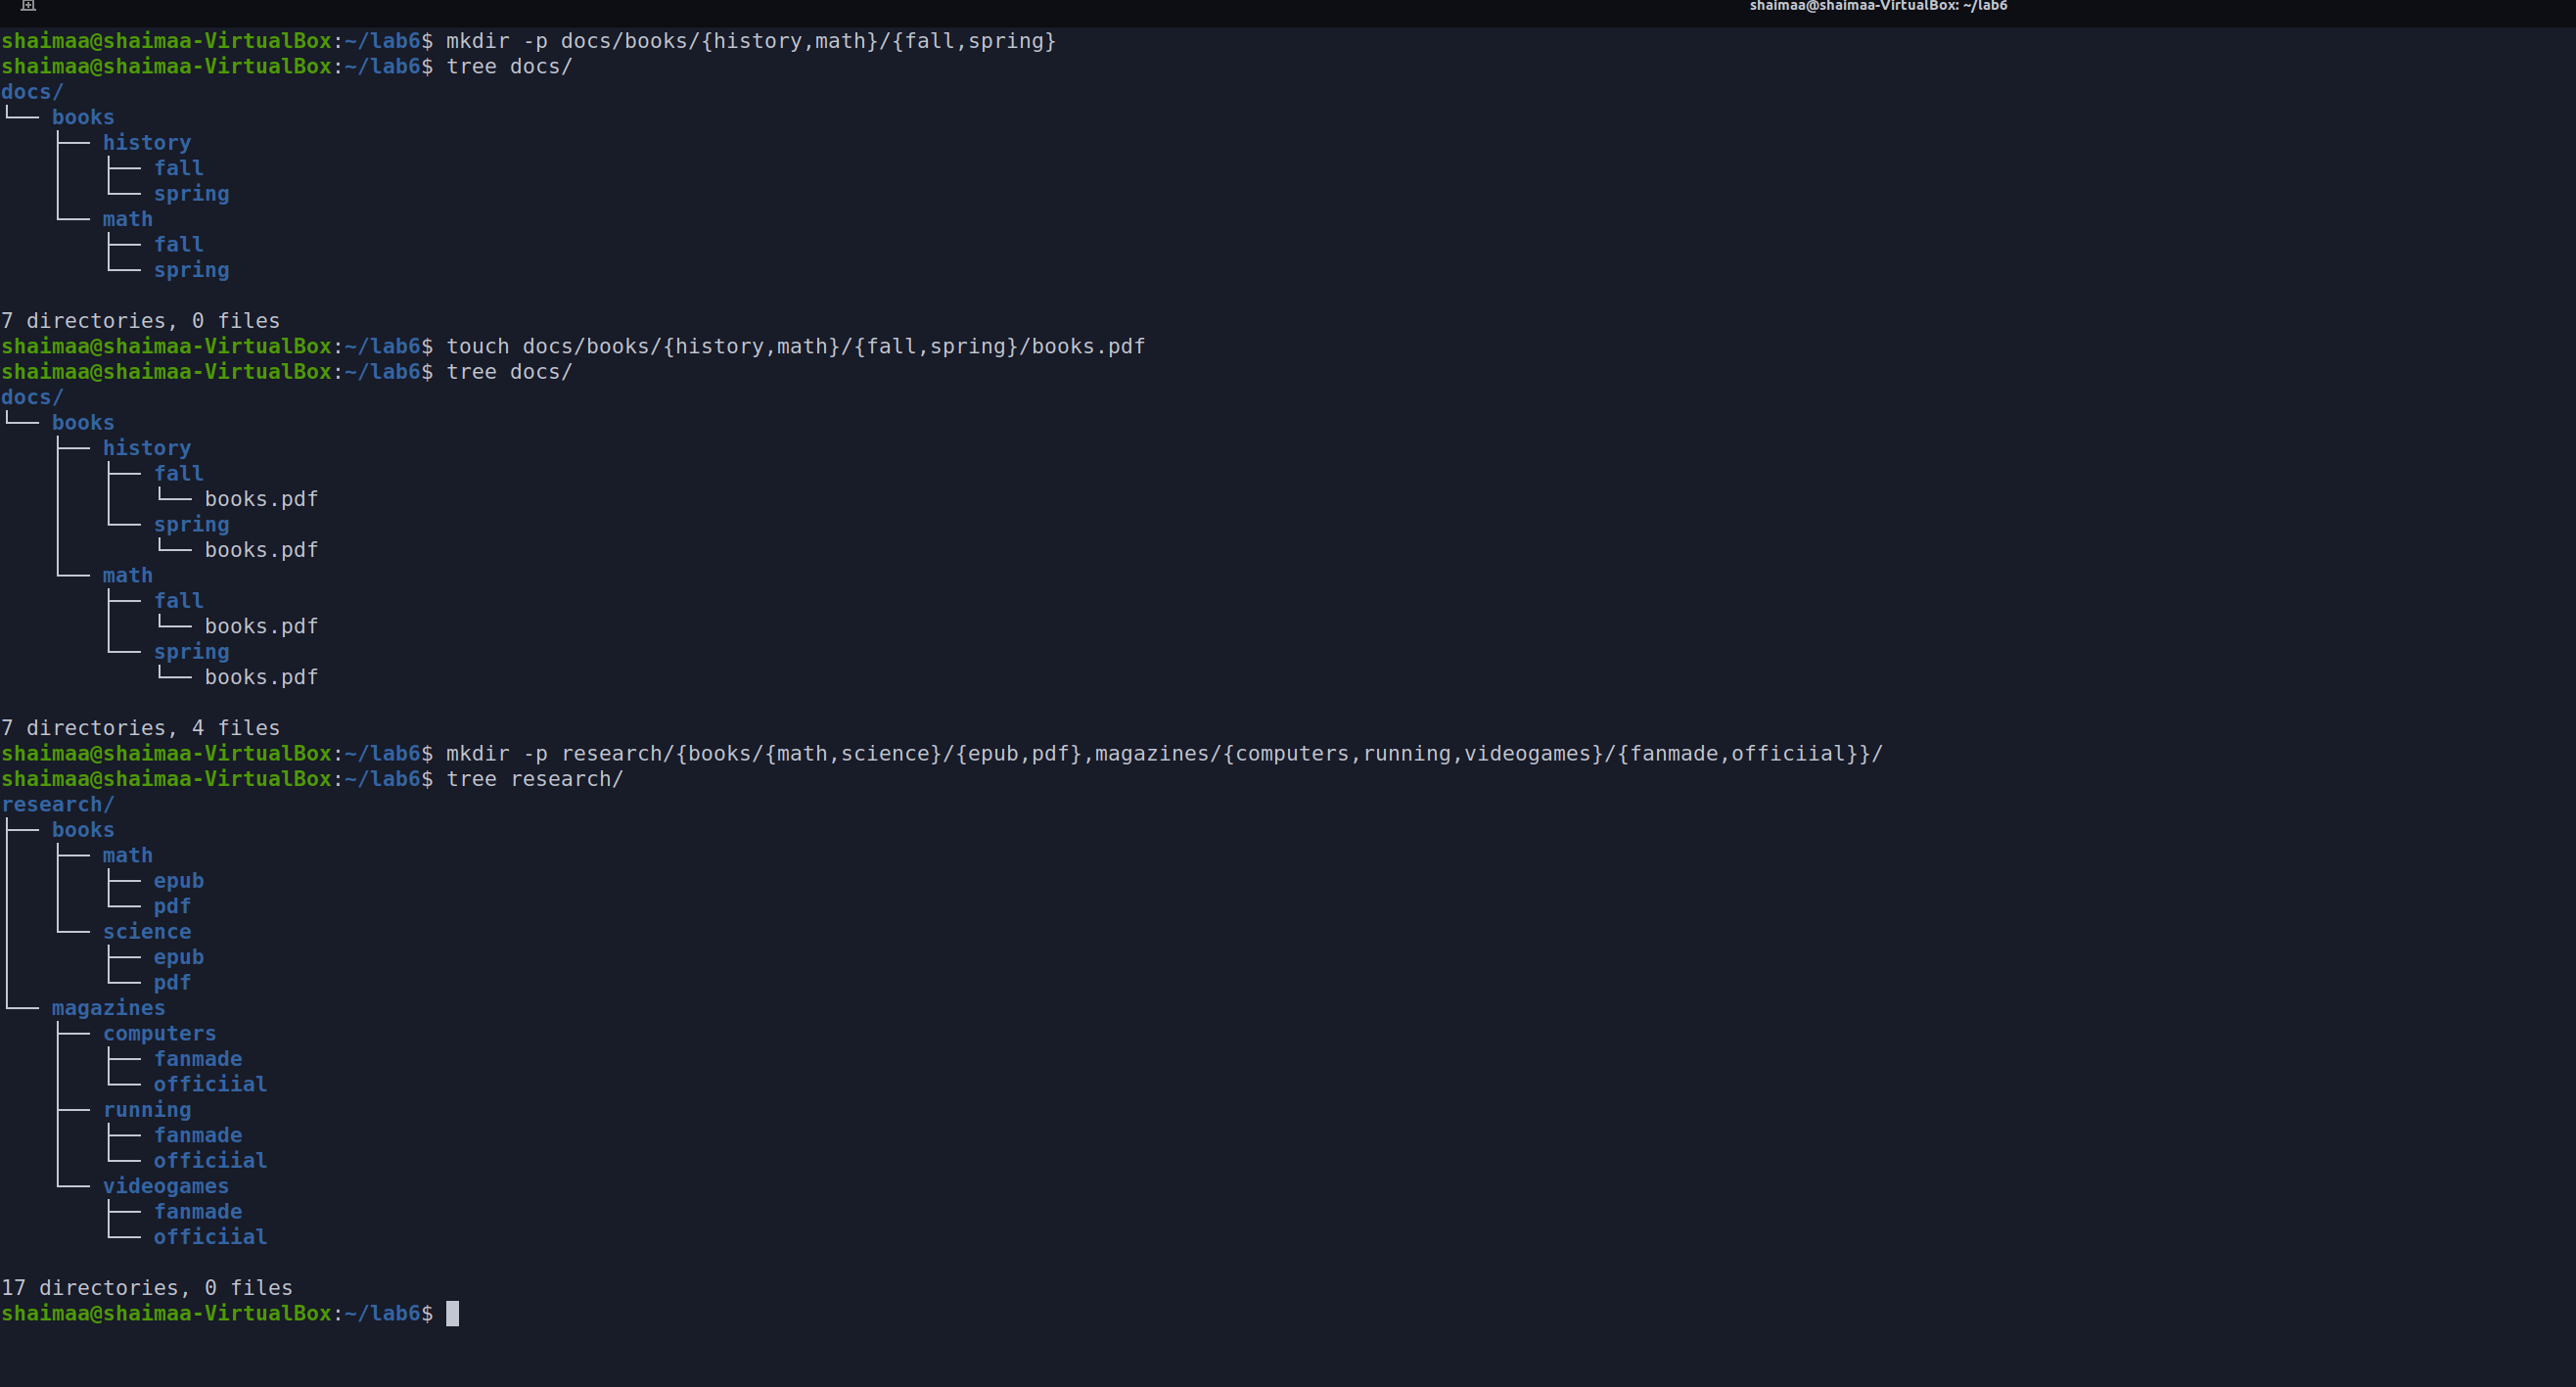 shaimaa@shaimaa-VirtualBox: ~/lab6
shaimaa@shaimaa-VirtualBox:~/lab6$ mkdir -p docs/books/{history,math}/{fall,spring}
shaimaa@shaimaa-VirtualBox:~/lab6$ tree docs/
docs/
└── books
    ├── history
    │   ├── fall
    │   └── spring
    └── math
        ├── fall
        └── spring

7 directories, 0 files
shaimaa@shaimaa-VirtualBox:~/lab6$ touch docs/books/{history,math}/{fall,spring}/books.pdf
shaimaa@shaimaa-VirtualBox:~/lab6$ tree docs/
docs/
└── books
    ├── history
    │   ├── fall
    │   │   └── books.pdf
    │   └── spring
    │       └── books.pdf
    └── math
        ├── fall
        │   └── books.pdf
        └── spring
            └── books.pdf

7 directories, 4 files
shaimaa@shaimaa-VirtualBox:~/lab6$ mkdir -p research/{books/{math,science}/{epub,pdf},magazines/{computers,running,videogames}/{fanmade,officiial}}/
shaimaa@shaimaa-VirtualBox:~/lab6$ tree research/
research/
├── books
│   ├── math
│   │   ├── epub
│   │   └── pdf
│   └── science
│       ├── epub
│       └── pdf
└── magazines
    ├── computers
    │   ├── fanmade
    │   └── officiial
    ├── running
    │   ├── fanmade
    │   └── officiial
    └── videogames
        ├── fanmade
        └── officiial

17 directories, 0 files
shaimaa@shaimaa-VirtualBox:~/lab6$